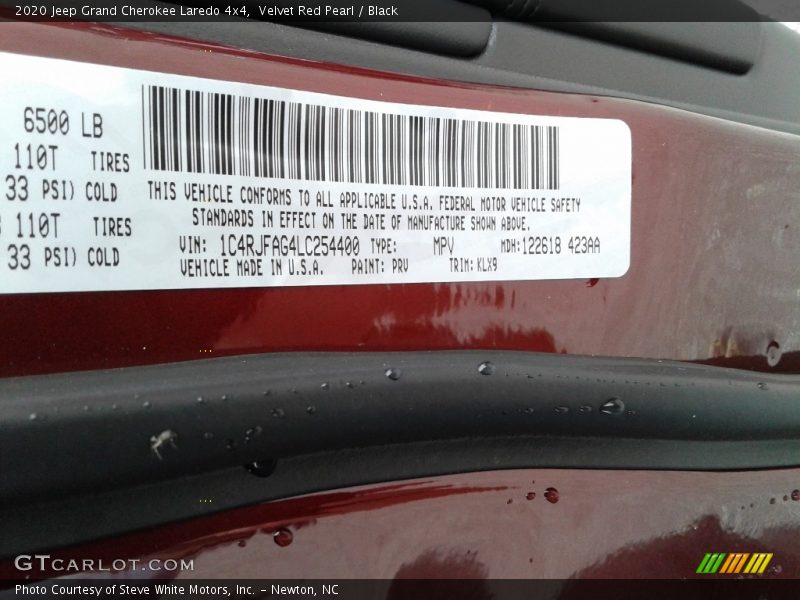 2020 Jeep Grand Cherokee Laredo 4x4, Velvet Red Pearl / Black
6500 LB
110T TIRES
33 PSI) COLD
110T TIRES
33 PSI) COLD
THIS VEHICLE CONFORMS TO ALL APPLICABLE U.S.A. FEDERAL MOTOR VEHICLE SAFETY
STANDARDS IN EFFECT ON THE DATE OF MANUFACTURE SHOWN ABOVE.
VIN: 1C4RJFAG4LC254400 TYPE: MPV MDH:122618 423AA
VEHICLE MADE IN U.S.A. PAINT: PRV TRIM: KLX9
GTCARLOT.COM
Photo Courtesy of Steve White Motors, Inc. – Newton, NC